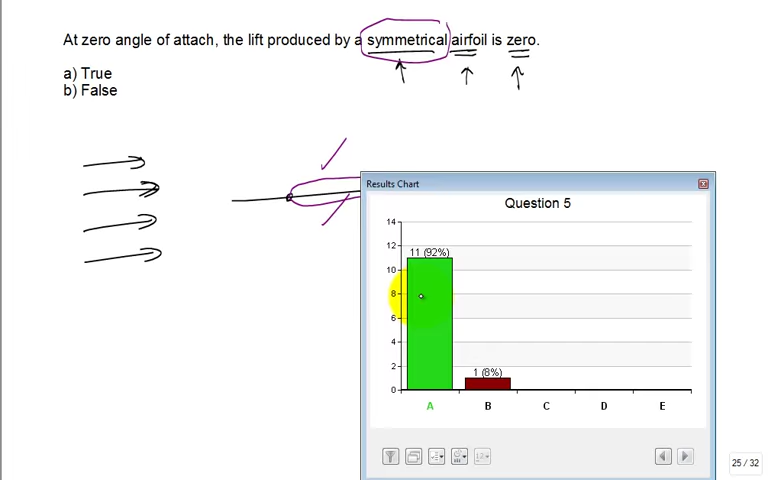 At zero angle of attach, the lift produced by a symmetrical airfoil is zero.
a) True
b) False
Results Chart
Question 5
14
12
10
8
6
4
2
0
11 (92%)
1 (8%)
A B C D E
25 / 32